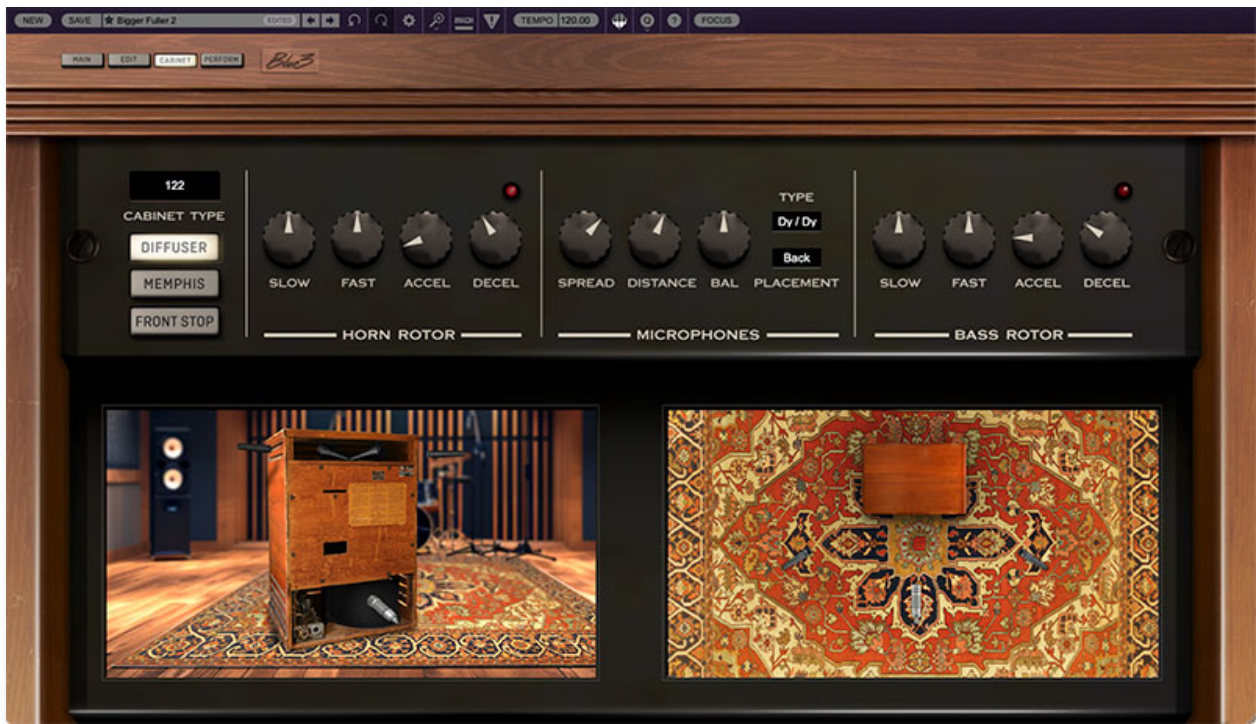 NEW SAVE Bigger Fuller 2 EDITED MIDI TEMPO 120.00 Q ? FOCUS
MAIN EDIT CABINET PERFORM Blue3
122
CABINET TYPE
DIFFUSER
MEMPHIS
FRONT STOP
SLOW FAST ACCEL DECEL
HORN ROTOR
TYPE
Dy / Dy
Back
SPREAD DISTANCE BAL PLACEMENT
MICROPHONES
SLOW FAST ACCEL DECEL
BASS ROTOR